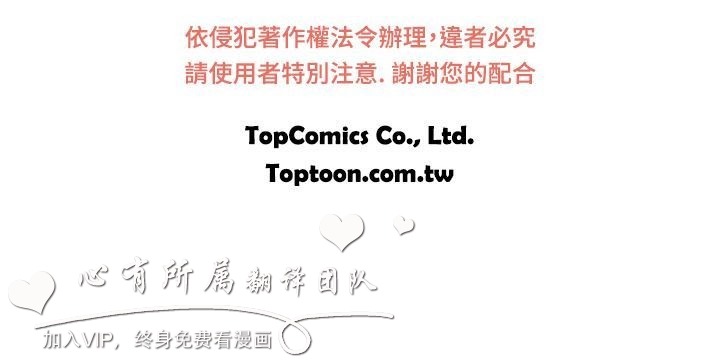 依侵犯著作權法令辦理，違者必究
請使用者特別注意. 謝謝您的配合
TopComics Co., Ltd.
Toptoon.com.tw
心有所属翻译团队
加入VIP，终身免费看漫画